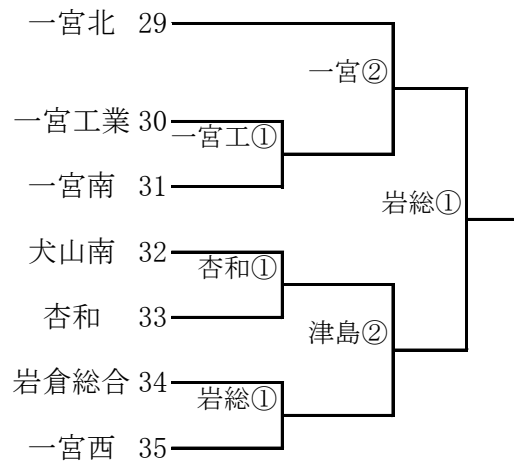 一宮北 29
一宮②
一宮工業 30
一宮工①
一宮南 31
岩総①
犬山南 32
杏和①
杏和 33
津島②
岩倉総合 34
岩総①
一宮西 35